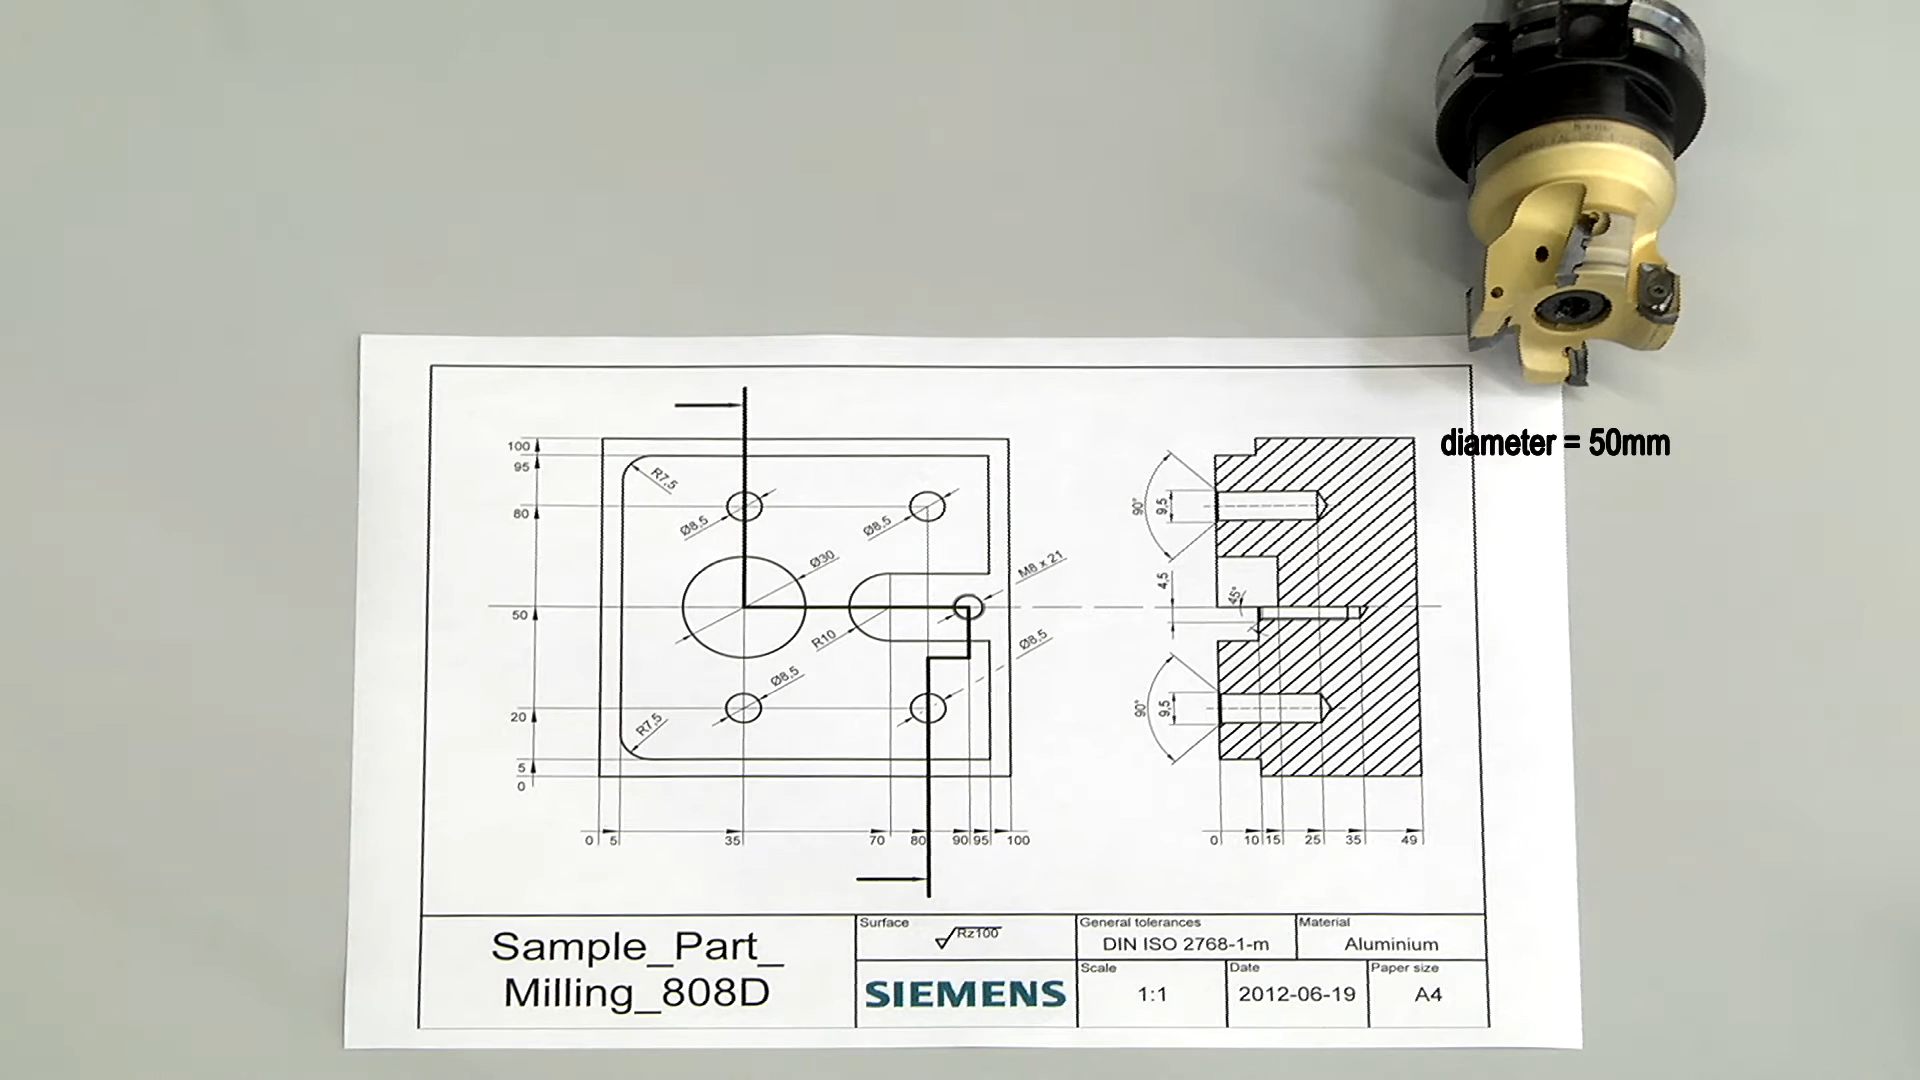 diameter = 50mm
100
95
80
50
20
5
0
R7,5
Ø8,5
Ø8,5
Ø30
M8 x 21
R10
Ø8,5
Ø8,5
R7,5
0 5 35 70 80 90 95 100
90°
9,5
4,5
45°
90°
9,5
0 10 15 25 35 49
Sample_Part_
Milling_808D
Surface
Rz100
SIEMENS
General tolerances
DIN ISO 2768-1-m
Material
Aluminium
Scale
1:1
Date
2012-06-19
Paper size
A4